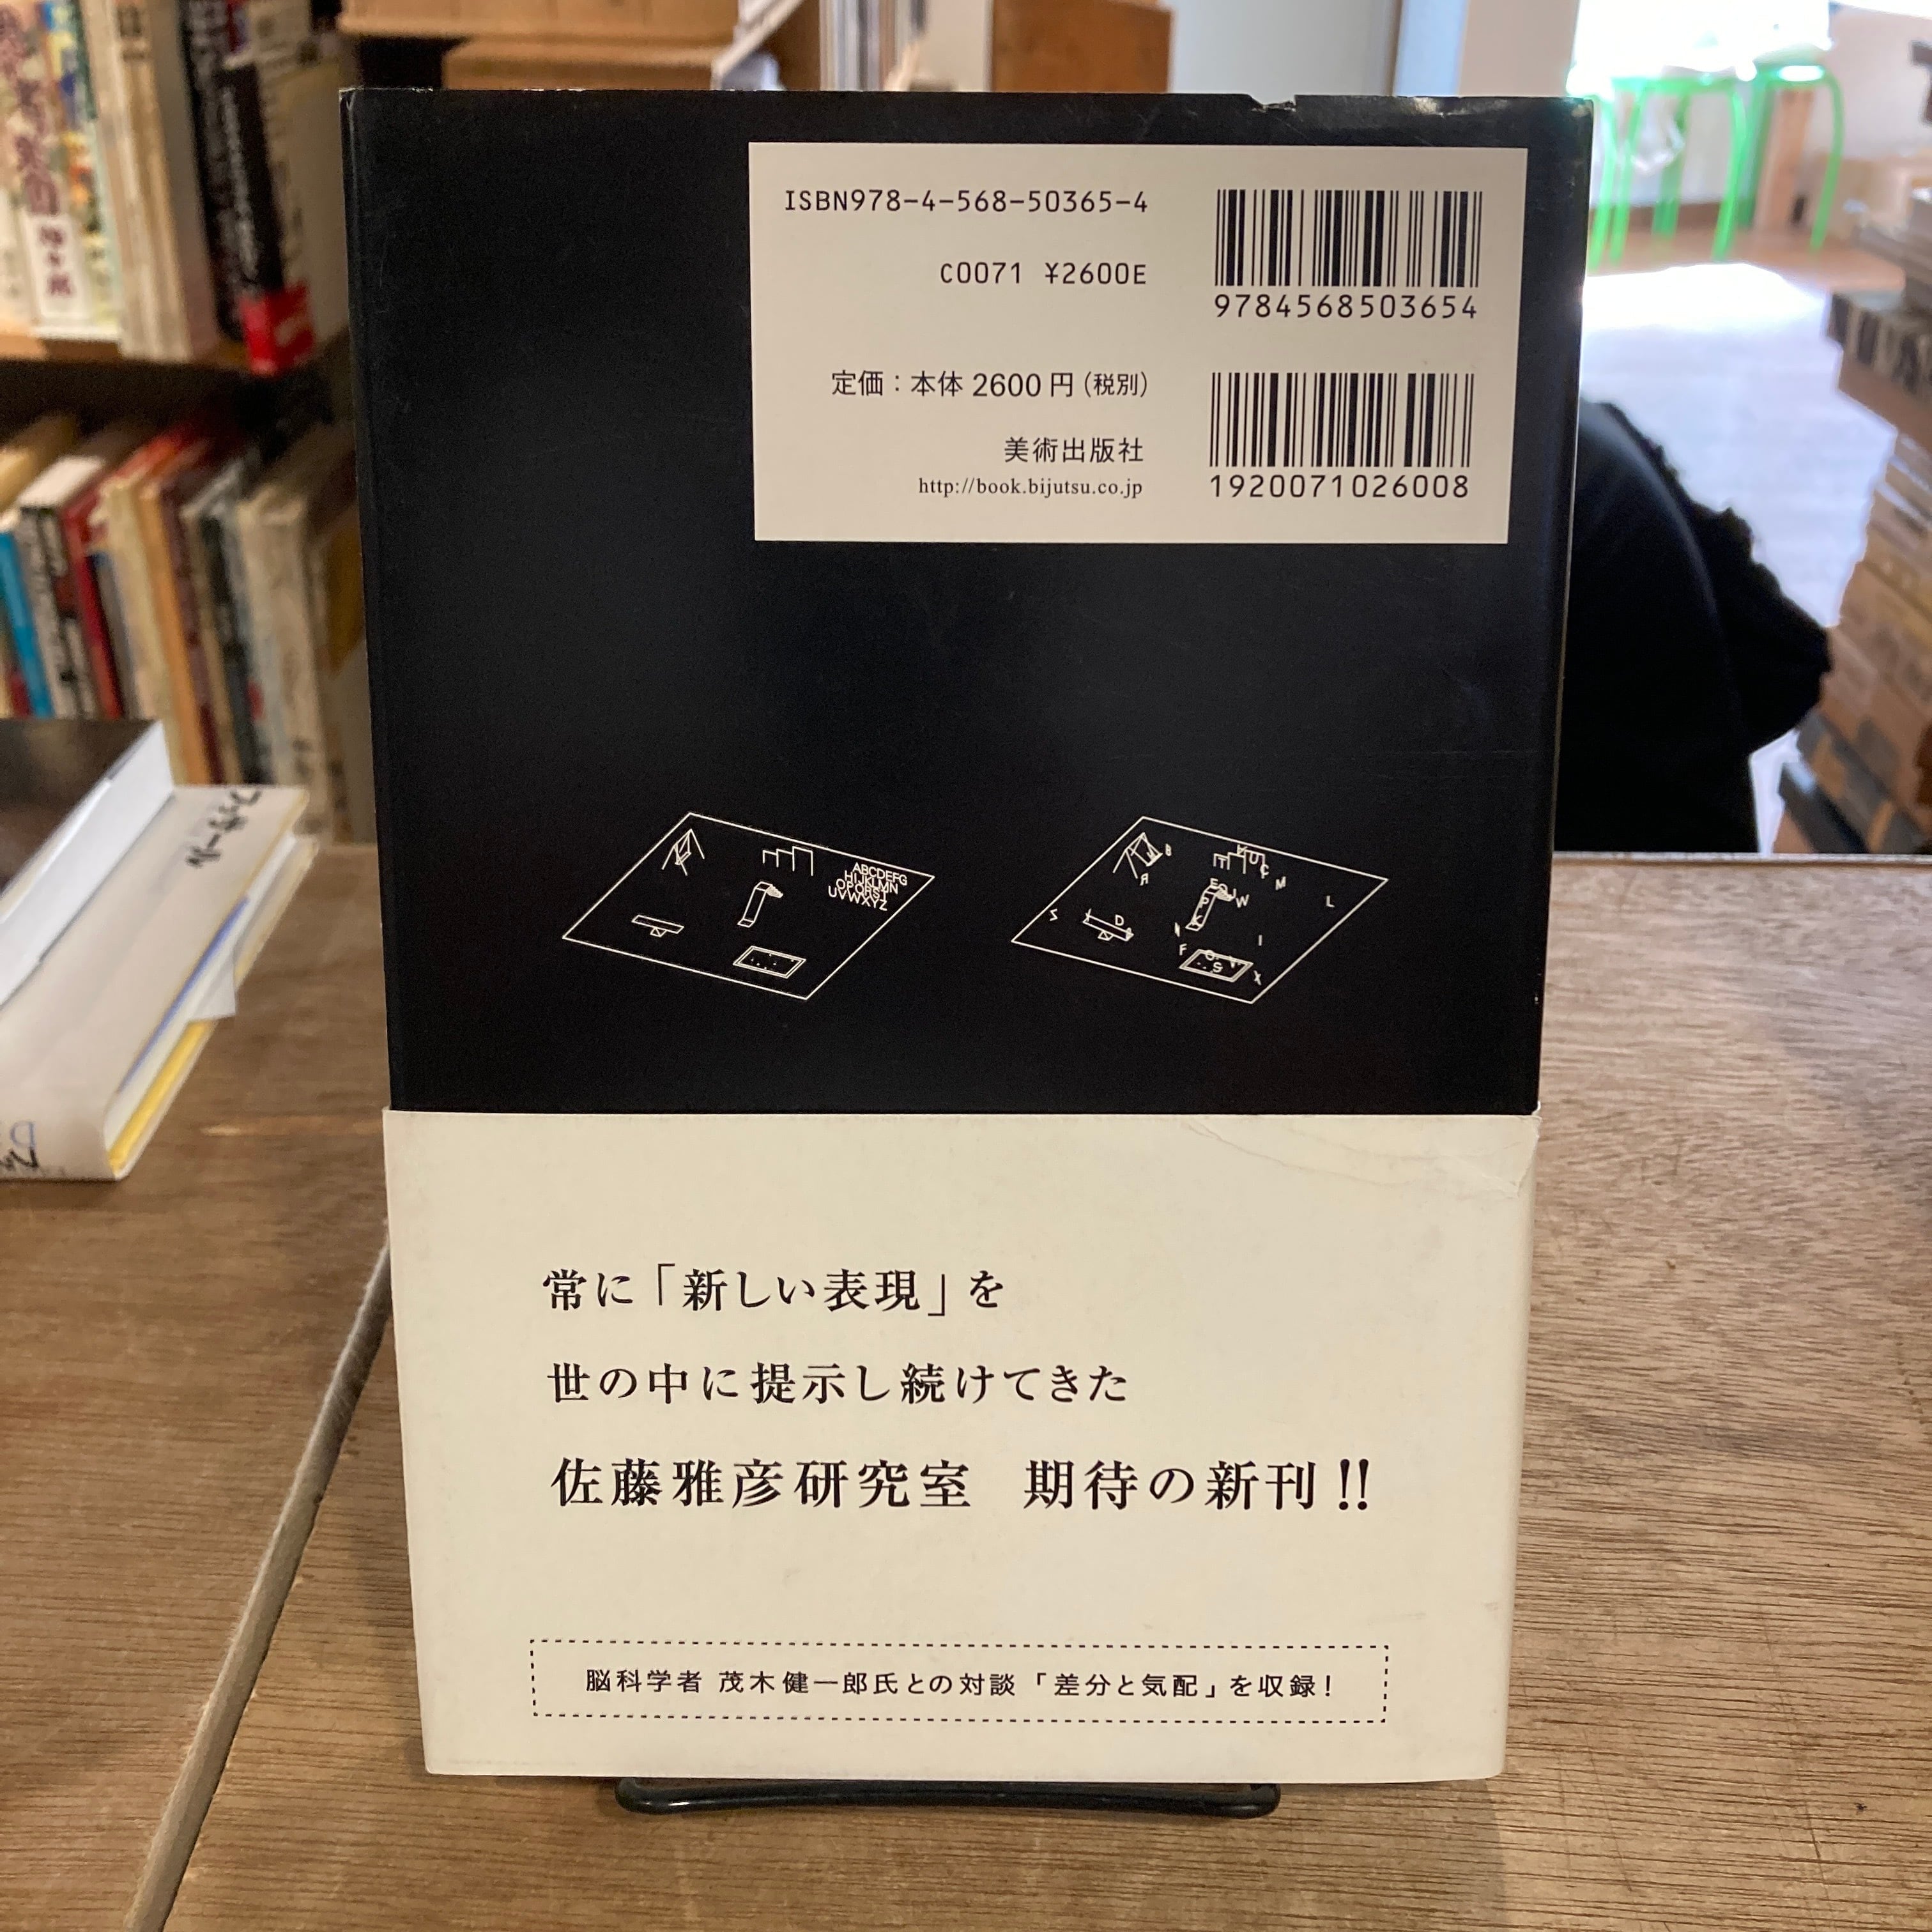 ISBN978-4-568-50365-4
C0071 ¥2600E
9784568503654
定価：本体 2600 円（税別）
美術出版社
http://book.bijutsu.co.jp
1920071026008
ABCDEFG
HIJKLMN
OPQRST
UVWXYZ
常に「新しい表現」を
世の中に提示し続けてきた
佐藤雅彦研究室 期待の新刊!!
脳科学者 茂木健一郎氏との対談「差分と気配」を収録！